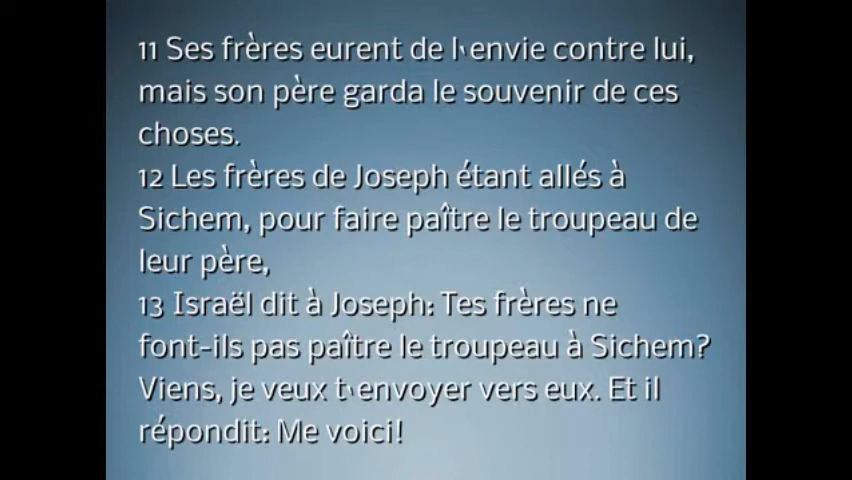 11 Ses frères eurent de l'envie contre lui,
mais son père garda le souvenir de ces
choses.
12 Les frères de Joseph étant allés à
Sichem, pour faire paître le troupeau de
leur père,
13 Israël dit à Joseph: Tes frères ne
font-ils pas paître le troupeau à Sichem?
Viens, je veux t'envoyer vers eux. Et il
répondit: Me voici!